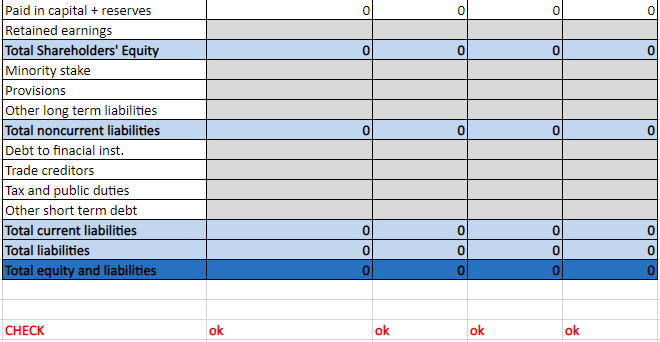 Paid in capital + reserves 0 0 0 0
Retained earnings
Total Shareholders' Equity 0 0 0 0
Minority stake
Provisions
Other long term liabilities
Total noncurrent liabilities 0 0 0 0
Debt to finacial inst.
Trade creditors
Tax and public duties
Other short term debt
Total current liabilities 0 0 0 0
Total liabilities 0 0 0 0
Total equity and liabilities 0 0 0 0
CHECK ok ok ok ok